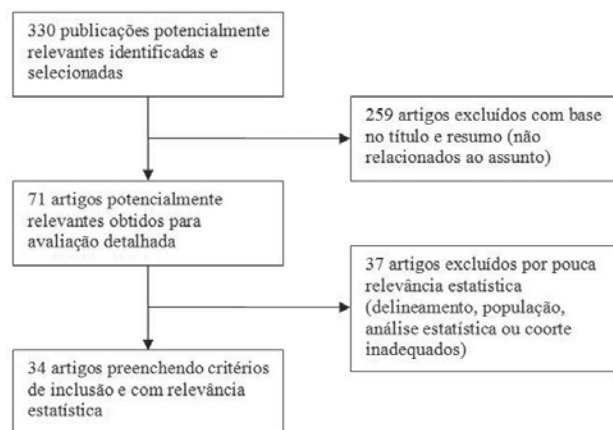 330 publicações potencialmente
relevantes identificadas e
selecionadas
259 artigos excluídos com base
no título e resumo (não
relacionados ao assunto)
71 artigos potencialmente
relevantes obtidos para
avaliação detalhada
37 artigos excluídos por pouca
relevância estatística
(delineamento, população,
análise estatística ou coorte
inadequados)
34 artigos preenchendo critérios
de inclusão e com relevância
estatística